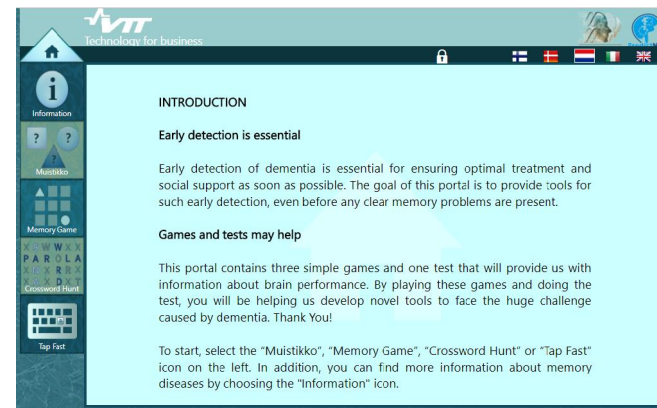 VTT
Technology for business
Information
? ?
?
Muistikko
Memory Game
PAROLA
Crossword Hunt
Tap Fast
INTRODUCTION
Early detection is essential
Early detection of dementia is essential for ensuring optimal treatment and
social support as soon as possible. The goal of this portal is to provide tools for
such early detection, even before any clear memory problems are present.
Games and tests may help
This portal contains three simple games and one test that will provide us with
information about brain performance. By playing these games and doing the
test, you will be helping us develop novel tools to face the huge challenge
caused by dementia. Thank You!
To start, select the "Muistikko", "Memory Game", "Crossword Hunt" or "Tap Fast"
icon on the left. In addition, you can find more information about memory
diseases by choosing the "Information" icon.